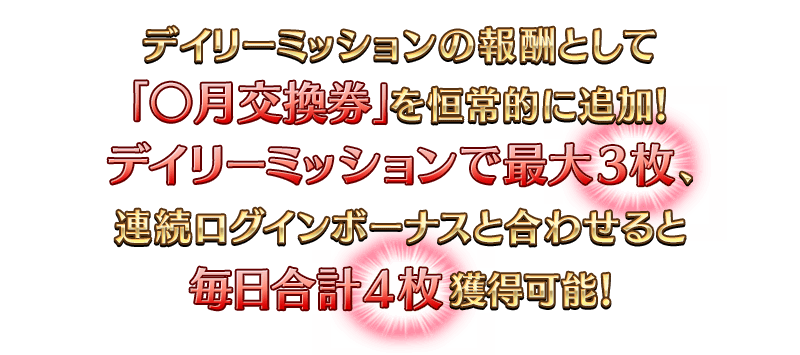 デイリーミッションの報酬として
「〇月交換券」を恒常的に追加!
デイリーミッションで最大3枚、
連続ログインボーナスと合わせると
毎日合計4枚獲得可能!